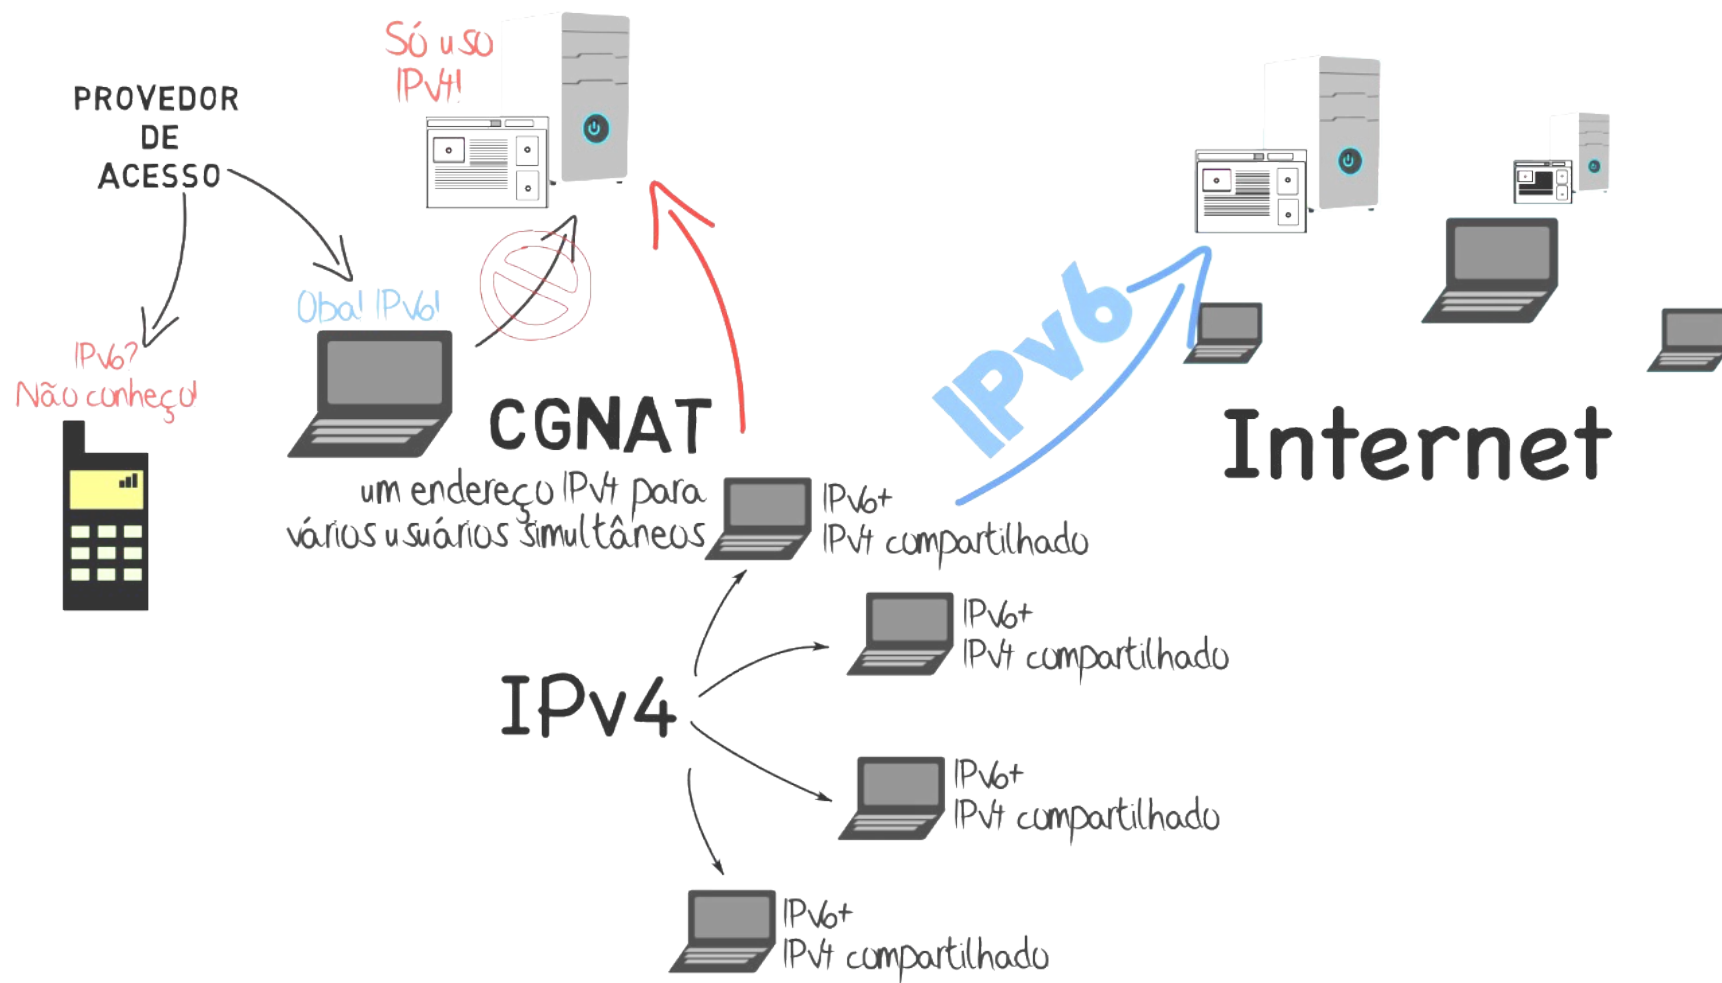 Só uso
IPv4!
PROVEDOR
DE
ACESSO
Oba! IPv6!
IPv6?
Não conheço!
CGNAT
um endereço IPv4 para
vários usuários simultâneos
IPv6
Internet
IPv6+
IPv4 compartilhado
IPv6+
IPv4 compartilhado
IPv4
IPv6+
IPv4 compartilhado
IPv6+
IPv4 compartilhado